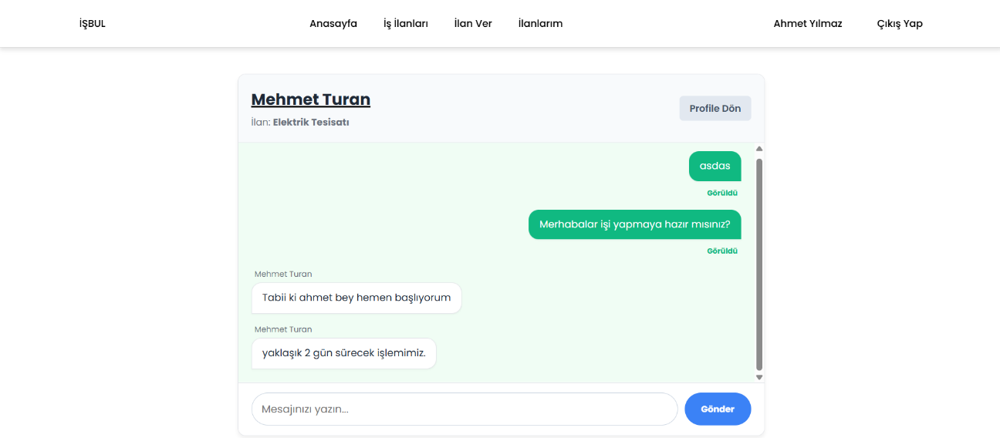 İŞBUL Anasayfa İş İlanları İlan Ver İlanlarım Ahmet Yılmaz Çıkış Yap
Mehmet Turan
Profile Dön
İlan: Elektrik Tesisatı
asdas
Görüldü
Merhabalar işi yapmaya hazır mısınız?
Görüldü
Mehmet Turan
Tabii ki ahmet bey hemen başlıyorum
Mehmet Turan
yaklaşık 2 gün sürecek işlemimiz.
Mesajınızı yazın...
Gönder